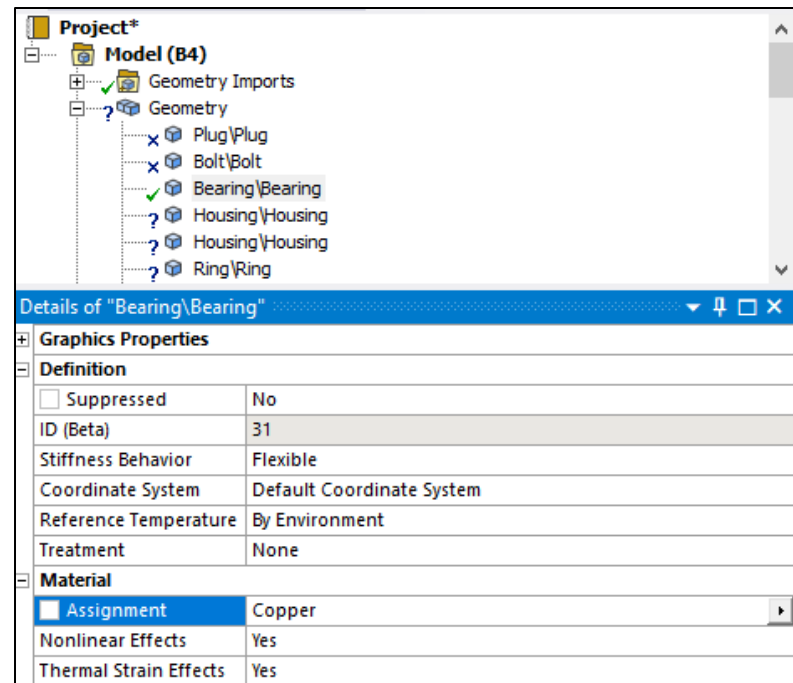 Project*
Model (B4)
Geometry Imports
Geometry
Plug\Plug
Bolt\Bolt
Bearing\Bearing
Housing\Housing
Housing\Housing
Ring\Ring
Details of "Bearing\Bearing"
Graphics Properties
Definition
Suppressed No
ID (Beta) 31
Stiffness Behavior Flexible
Coordinate System Default Coordinate System
Reference Temperature By Environment
Treatment None
Material
Assignment Copper
Nonlinear Effects Yes
Thermal Strain Effects Yes